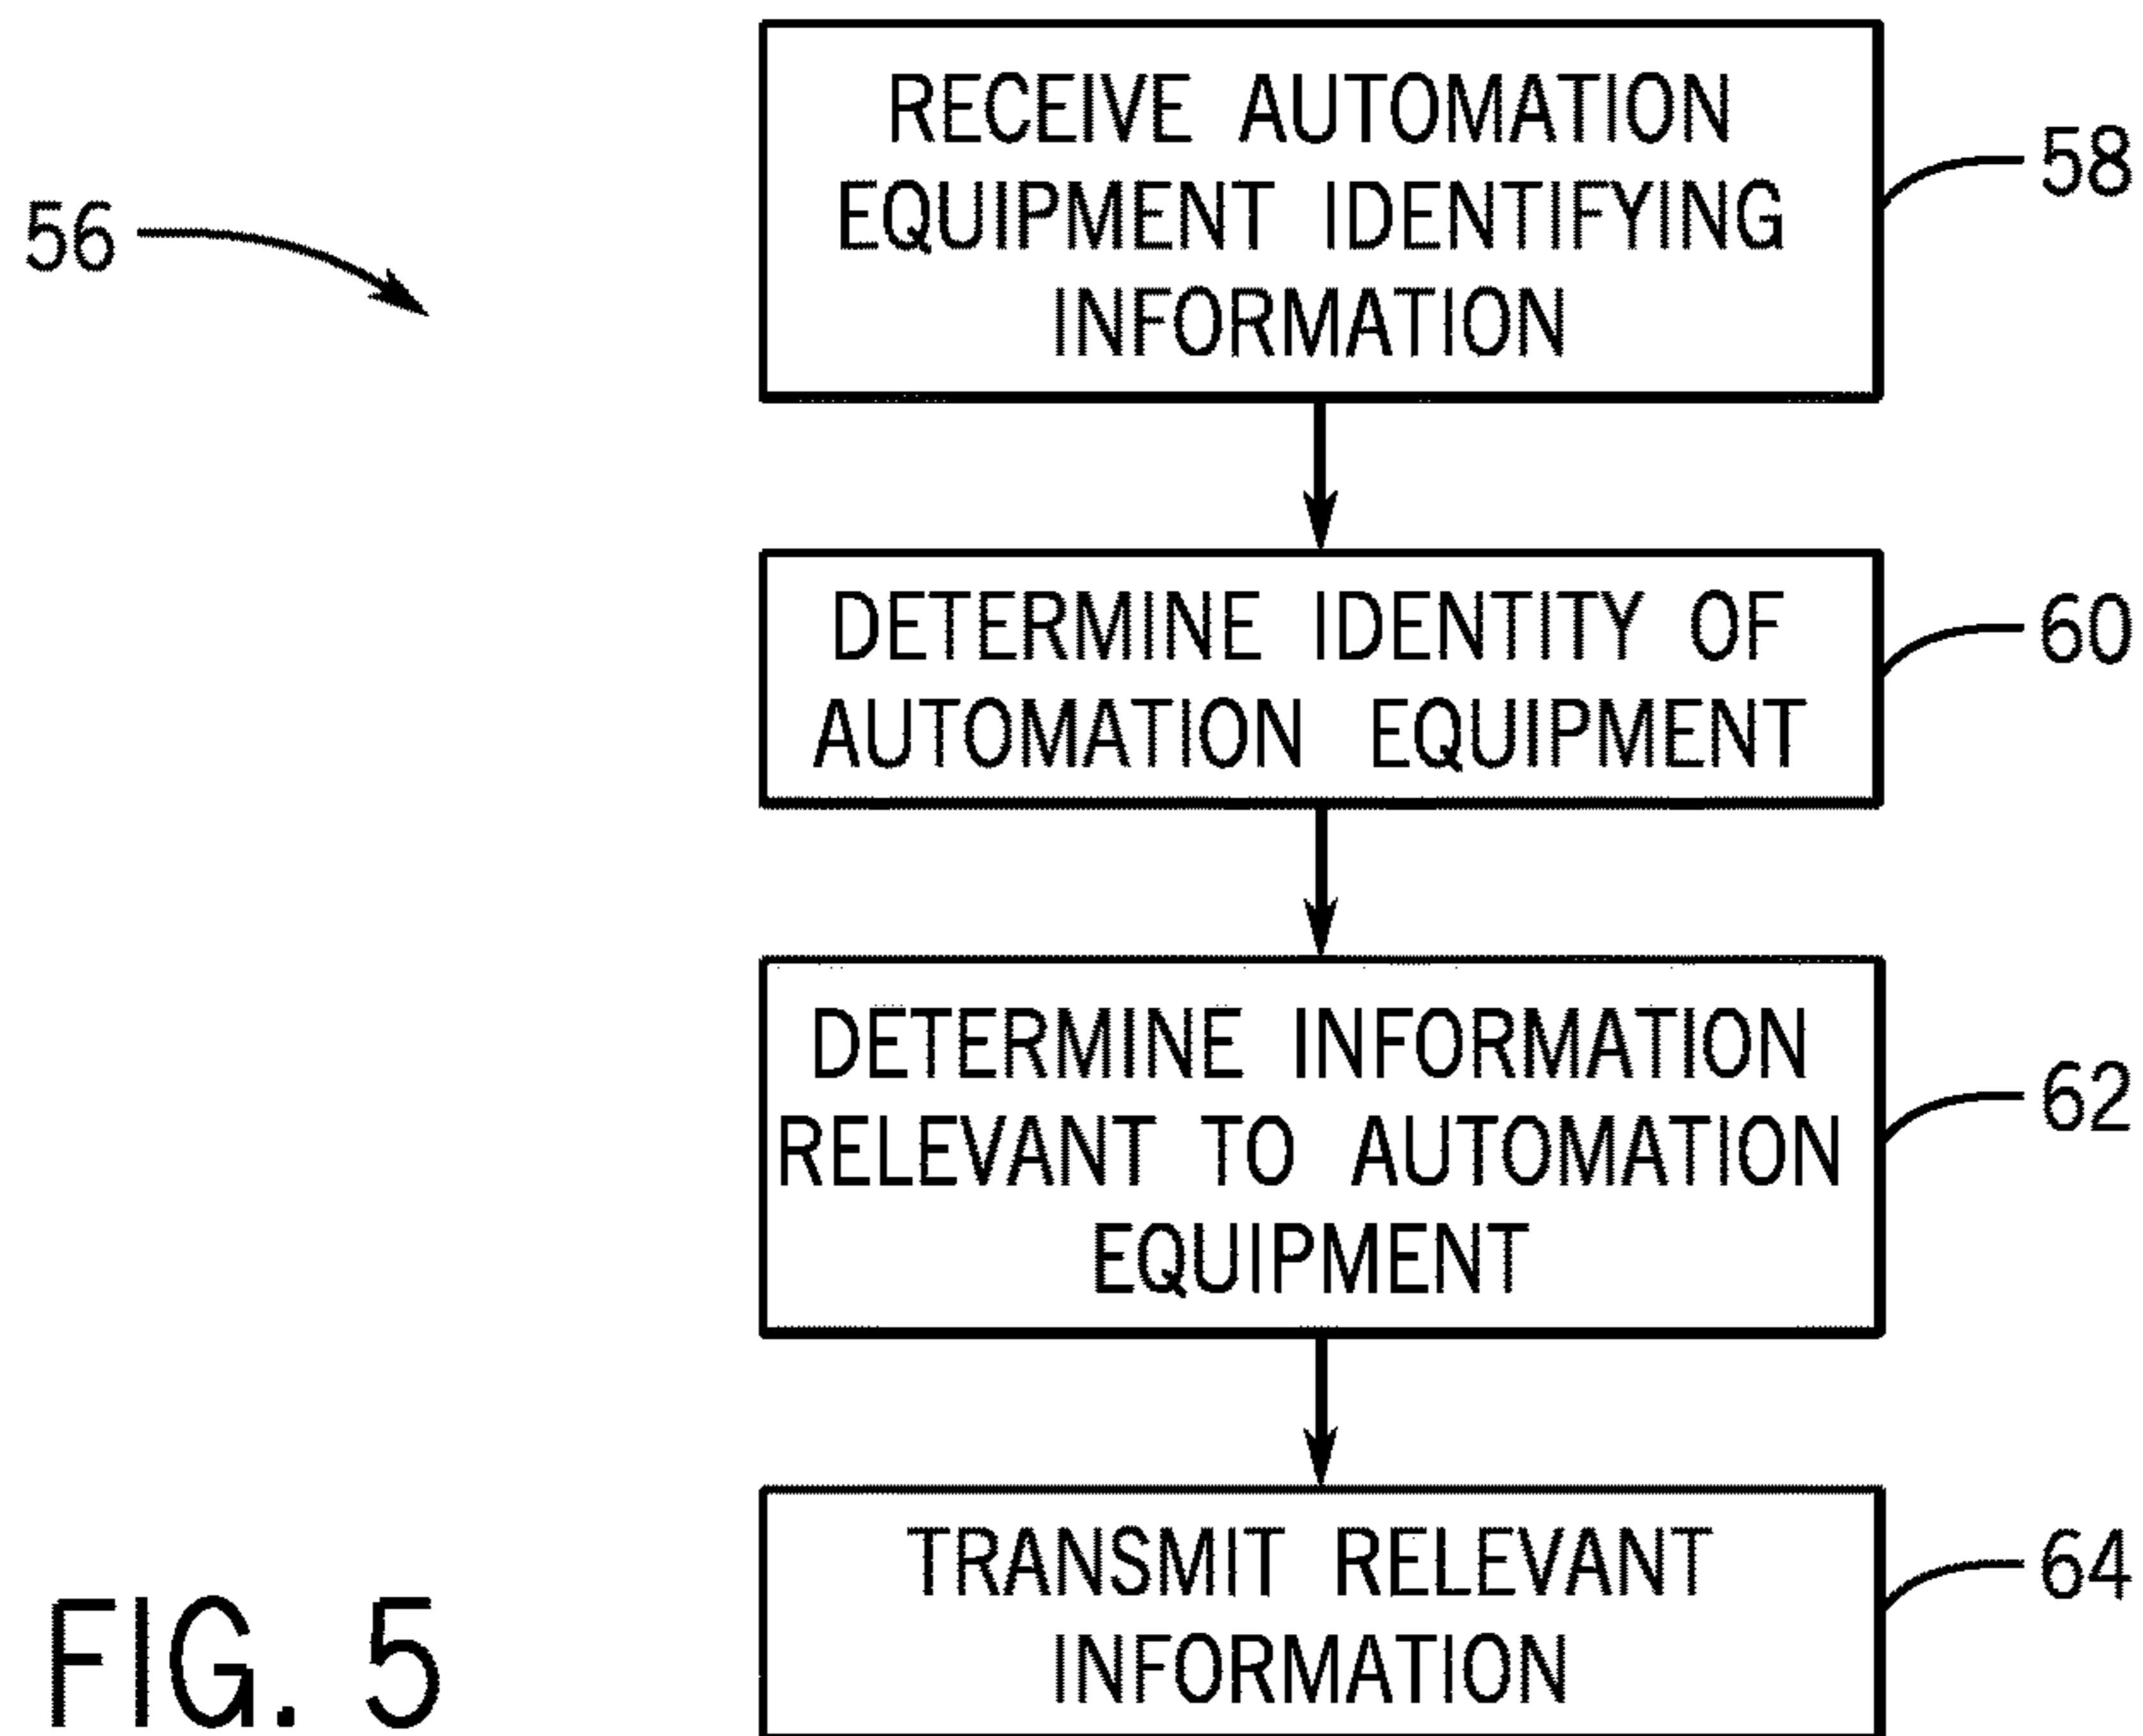 RECEIVE AUTOMATION
EQUIPMENT IDENTIFYING
INFORMATION
58
56
DETERMINE IDENTITY OF
AUTOMATION EQUIPMENT
60
DETERMINE INFORMATION
RELEVANT TO AUTOMATION
EQUIPMENT
62
TRANSMIT RELEVANT
INFORMATION
64
FIG. 5